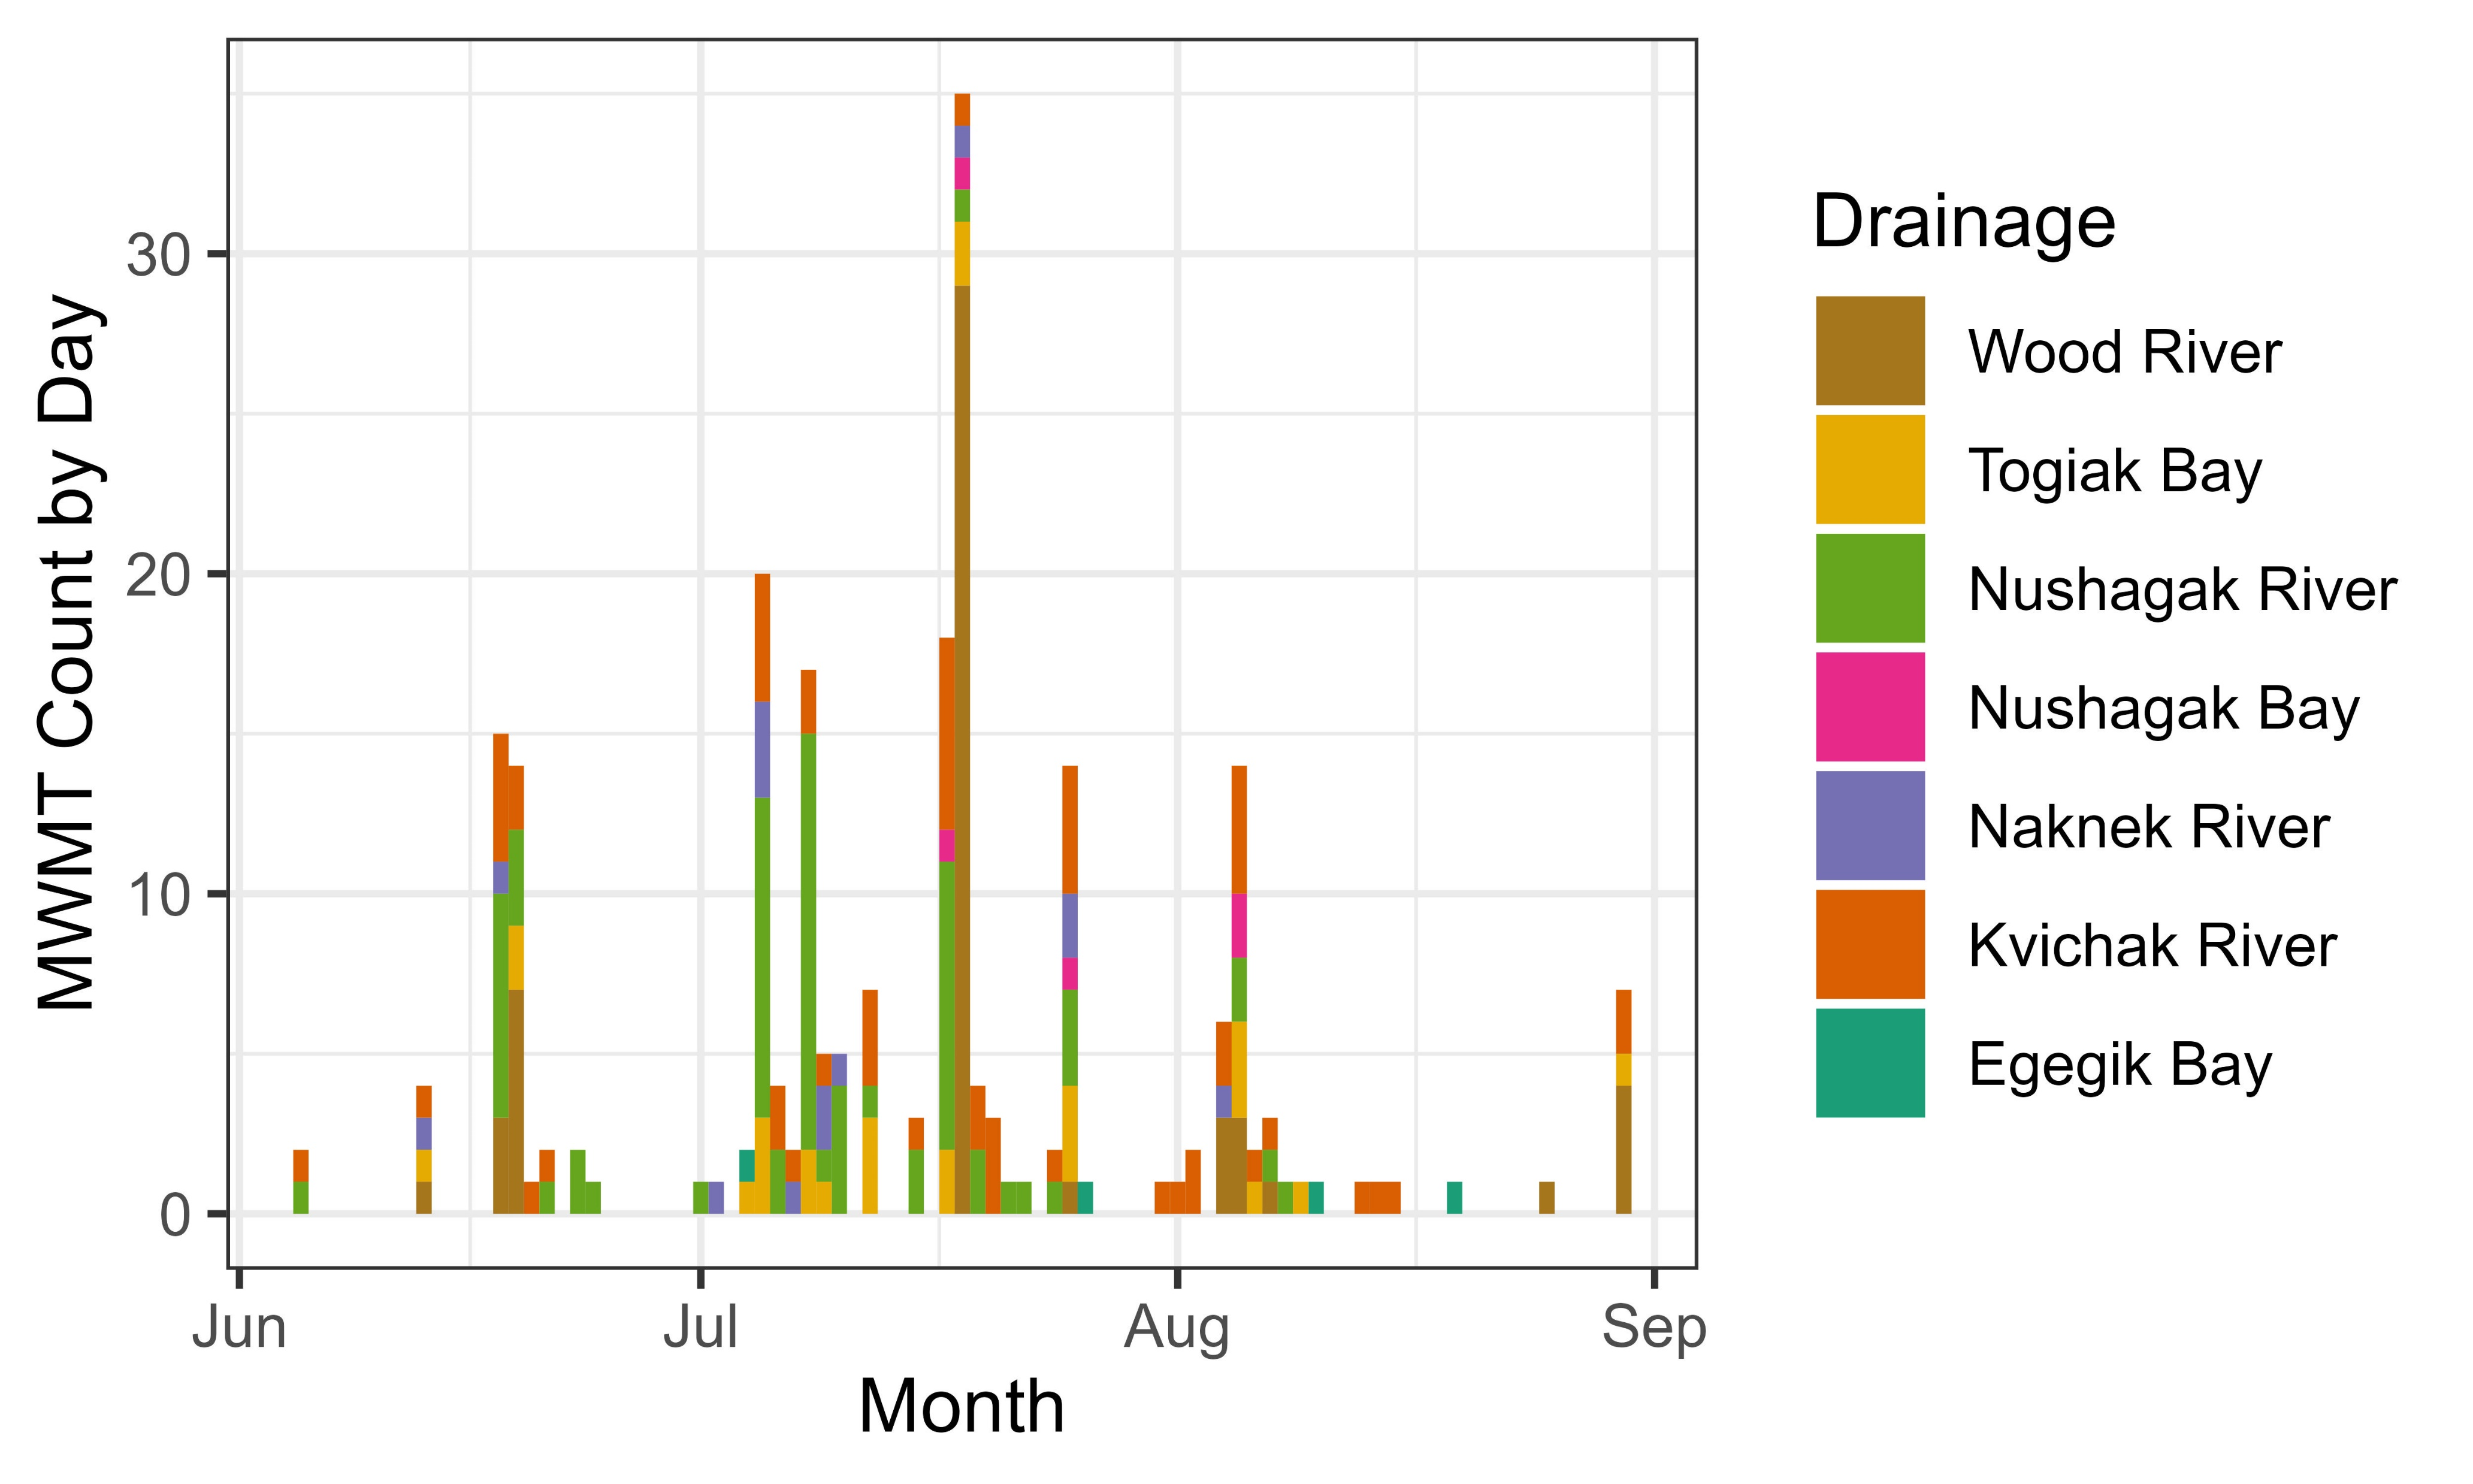 MWMT Count by Day
30
20
10
0
Jun
Jul
Aug
Sep
Month
Drainage
Wood River
Togiak Bay
Nushagak River
Nushagak Bay
Naknek River
Kvichak River
Egegik Bay